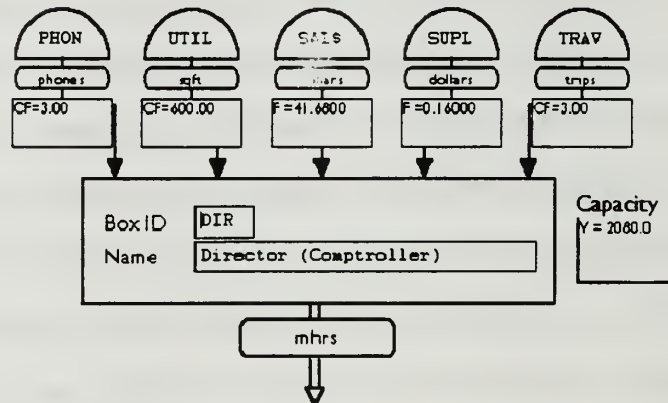 PHON UTIL SUPL TRAV
phones sqft dollars trips
CF=3.00 CF=600.00 F =41.6800 F =0.16000 CF=3.00
Box ID DIR
Name Director (Comptroller)
Capacity
Y = 2080.0
mhrs